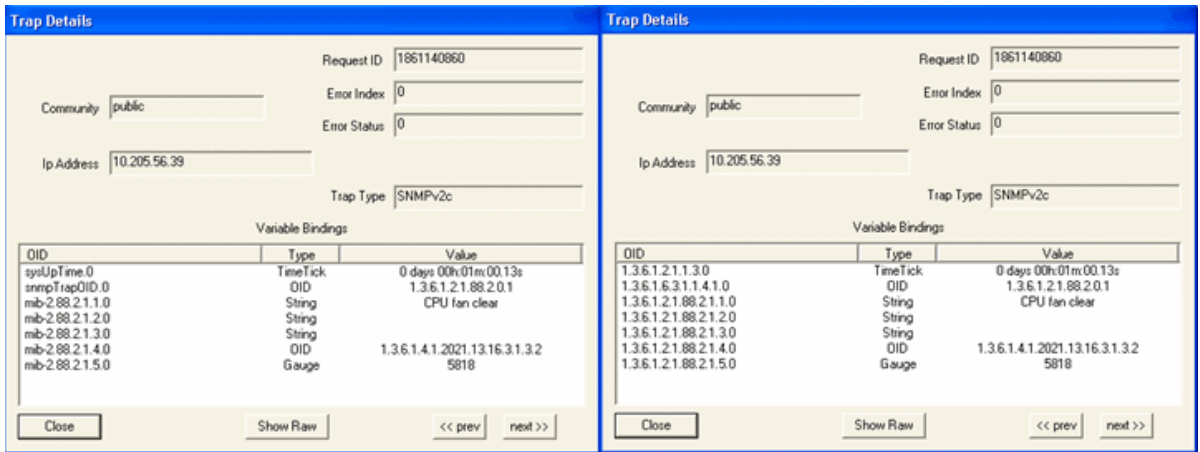 Trap Details
Request ID 1861140860
Community public
Error Index 0
Error Status 0
Ip Address 10.205.56.39
Trap Type SNMPv2c
Variable Bindings
OID Type Value
sysUpTime.0 TimeTick 0 days 00h:01m:00.13s
snmpTrapOID.0 OID 1.3.6.1.2.1.88.2.0.1
mib-2.88.2.1.1.0 String CPU fan clear
mib-2.88.2.1.2.0 String
mib-2.88.2.1.3.0 String
mib-2.88.2.1.4.0 OID 1.3.6.1.4.1.2021.13.16.3.1.3.2
mib-2.88.2.1.5.0 Gauge 5818
Close Show Raw << prev next >>
Trap Details
Request ID 1861140860
Community public
Error Index 0
Error Status 0
Ip Address 10.205.56.39
Trap Type SNMPv2c
Variable Bindings
OID Type Value
1.3.6.1.2.1.1.3.0 TimeTick 0 days 00h:01m:00.13s
1.3.6.1.6.3.1.1.4.1.0 OID 1.3.6.1.2.1.88.2.0.1
1.3.6.1.2.1.88.2.1.1.0 String CPU fan clear
1.3.6.1.2.1.88.2.1.2.0 String
1.3.6.1.2.1.88.2.1.3.0 String
1.3.6.1.2.1.88.2.1.4.0 OID 1.3.6.1.4.1.2021.13.16.3.1.3.2
1.3.6.1.2.1.88.2.1.5.0 Gauge 5818
Close Show Raw << prev next >>